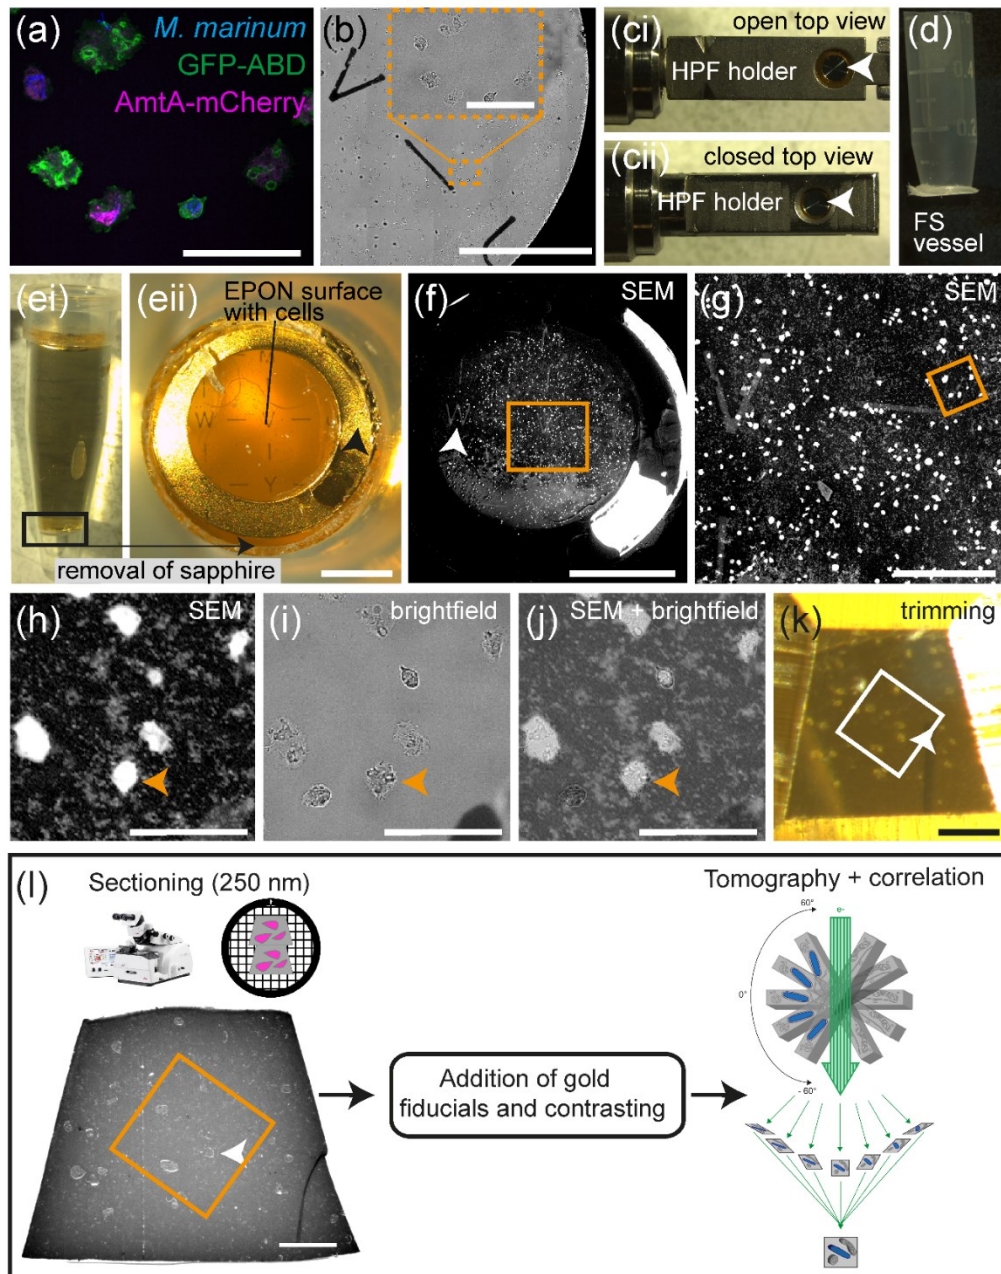 (a)
M. marinum
GFP-ABD
AmtA-mCherry
(b)
(ci)
open top view
HPF holder
(cii)
closed top view
HPF holder
(d)
FS
vessel
(ei)
(eii)
EPON surface
with cells
removal of sapphire
(f)
SEM
W
(g)
SEM
(h)
SEM
(i)
brightfield
(j)
SEM + brightfield
(k)
trimming
(l)
Sectioning (250 nm)
Addition of gold
fiducials and contrasting
Tomography + correlation
60°
e-
0°
- 60°